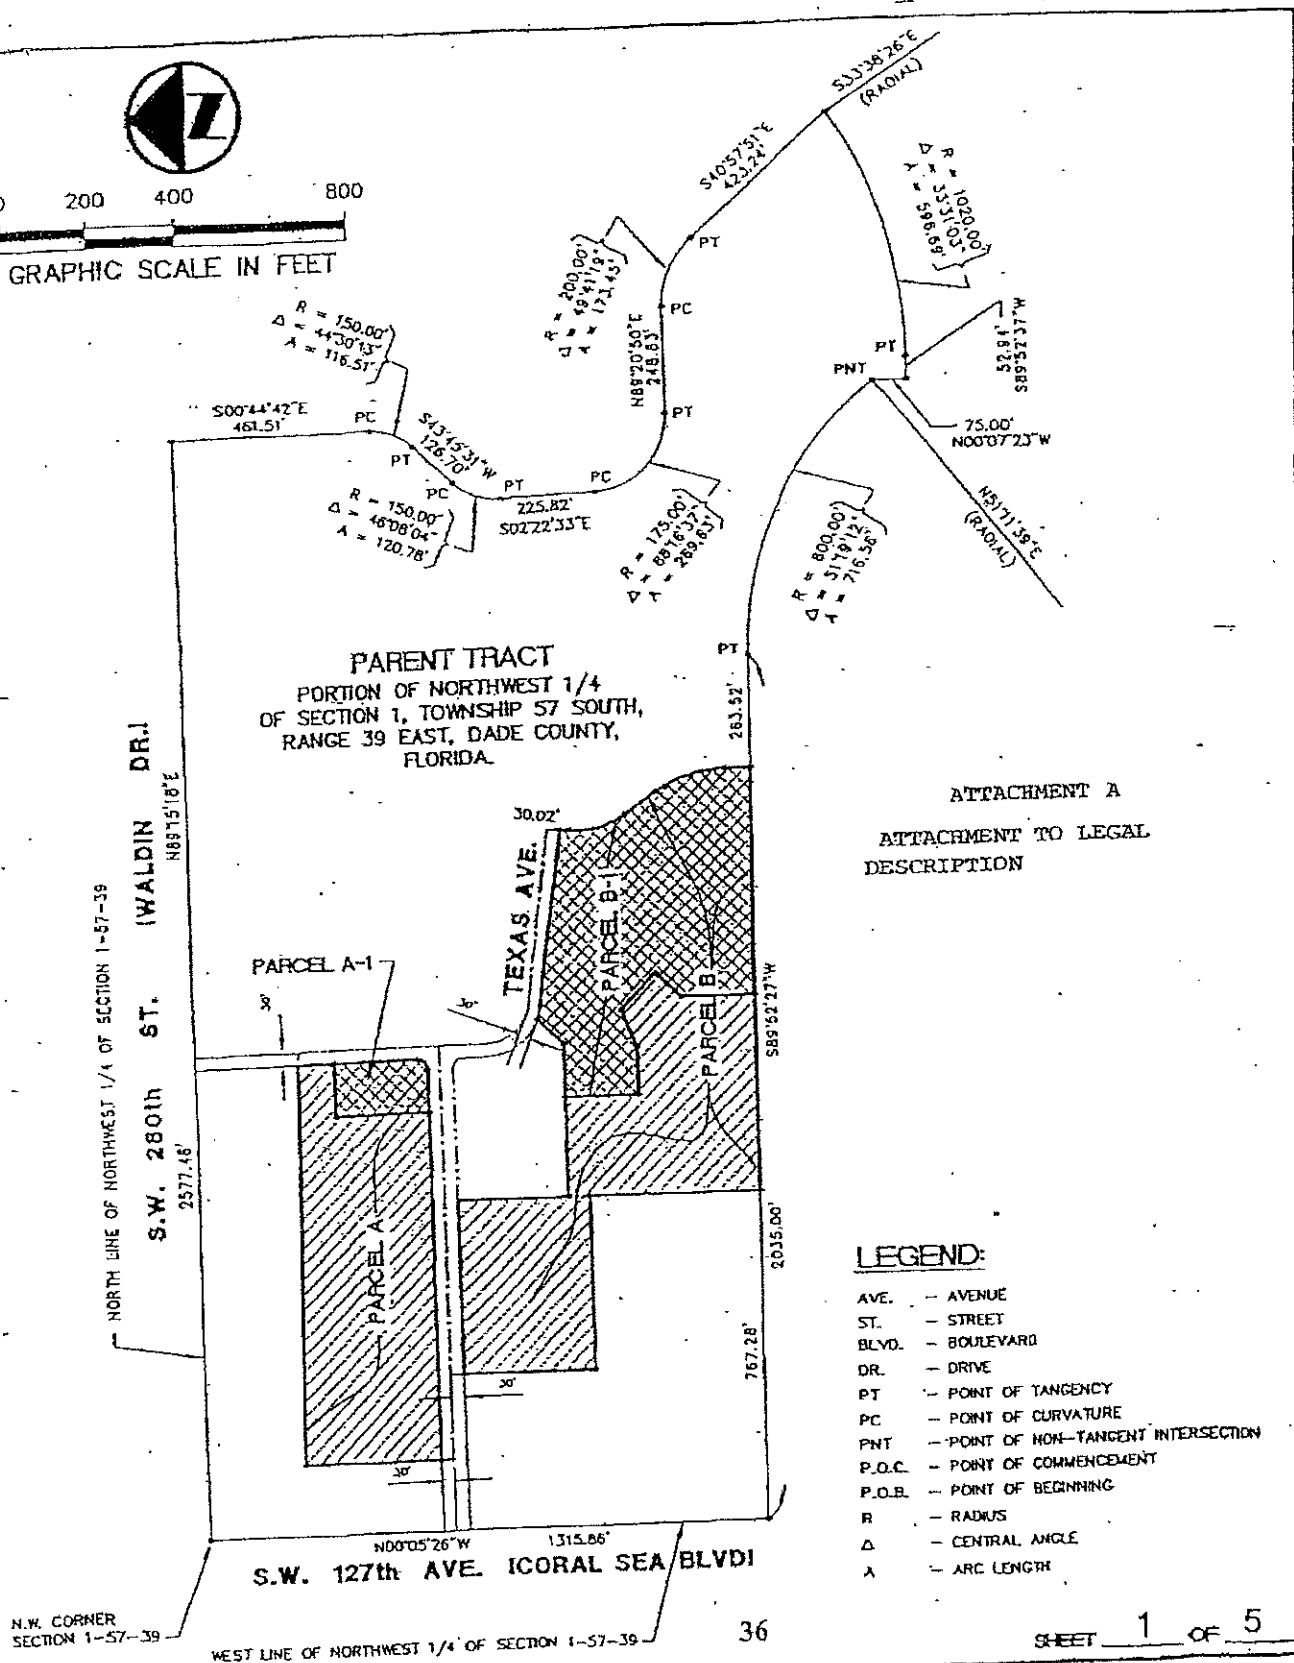 Z
0 200 400 800
GRAPHIC SCALE IN FEET
S33°38'26"E
(RADIAL)
S40°57'51"E
423.24'
R = 1020.00'
Δ = 33°31'03"
A = 596.69'
R = 200.00'
Δ = 49°41'19"
A = 173.45'
PT
PC
N89°20'50"E
248.83'
PT
PT
52.94'
S89°52'37"W
PNT
75.00'
N00°07'23"W
N51°11'39"E
(RADIAL)
R = 150.00'
Δ = 44°30'13"
A = 116.51'
S00°44'42"E
461.51'
PC
S43°45'31"W
126.70'
PT
PC
PT
PC
R = 150.00'
Δ = 46°08'04"
A = 120.78'
225.82'
S02°22'33"E
R = 175.00'
Δ = 88°16'37"
A = 269.63'
R = 800.00'
Δ = 51°19'12"
A = 716.56'
PT
263.52'
PARENT TRACT
PORTION OF NORTHWEST 1/4
OF SECTION 1, TOWNSHIP 57 SOUTH,
RANGE 39 EAST, DADE COUNTY,
FLORIDA.
ATTACHMENT A
ATTACHMENT TO LEGAL
DESCRIPTION
NORTH LINE OF NORTHWEST 1/4 OF SECTION 1-57-39
S.W. 280th ST. (WALDIN DR.)
N89°15'18"E
2577.46'
30.02'
TEXAS AVE.
PARCEL B-1
PARCEL B
PARCEL A-1
30'
30'
S89°52'27"W
2035.00'
PARCEL A
767.28'
30'
30'
N00°05'26"W 1315.86'
S.W. 127th AVE. (CORAL SEA BLVD)
N.W. CORNER
SECTION 1-57-39
WEST LINE OF NORTHWEST 1/4 OF SECTION 1-57-39
LEGEND:
AVE. - AVENUE
ST. - STREET
BLVD. - BOULEVARD
DR. - DRIVE
PT - POINT OF TANGENCY
PC - POINT OF CURVATURE
PNT - POINT OF NON-TANGENT INTERSECTION
P.O.C. - POINT OF COMMENCEMENT
P.O.B. - POINT OF BEGINNING
R - RADIUS
Δ - CENTRAL ANGLE
A - ARC LENGTH
36
SHEET 1 OF 5